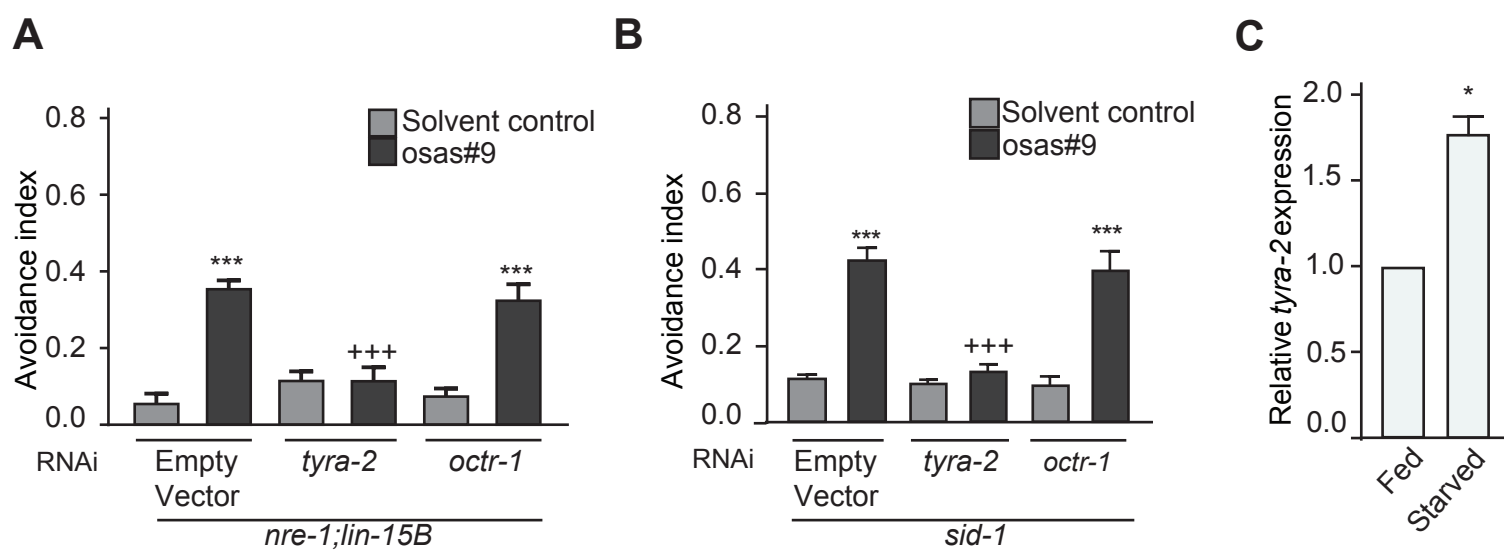 A
Avoidance index
0.8
0.6
0.4
0.2
0.0
Solvent control
osas#9
***
+++
***
RNAi
Empty
Vector
tyra-2
octr-1
nre-1;lin-15B
B
Avoidance index
0.8
0.6
0.4
0.2
0.0
Solvent control
osas#9
***
+++
***
RNAi
Empty
Vector
tyra-2
octr-1
sid-1
C
Relative tyra-2 expression
2.0
1.5
1.0
0.5
0.0
*
Fed
Starved